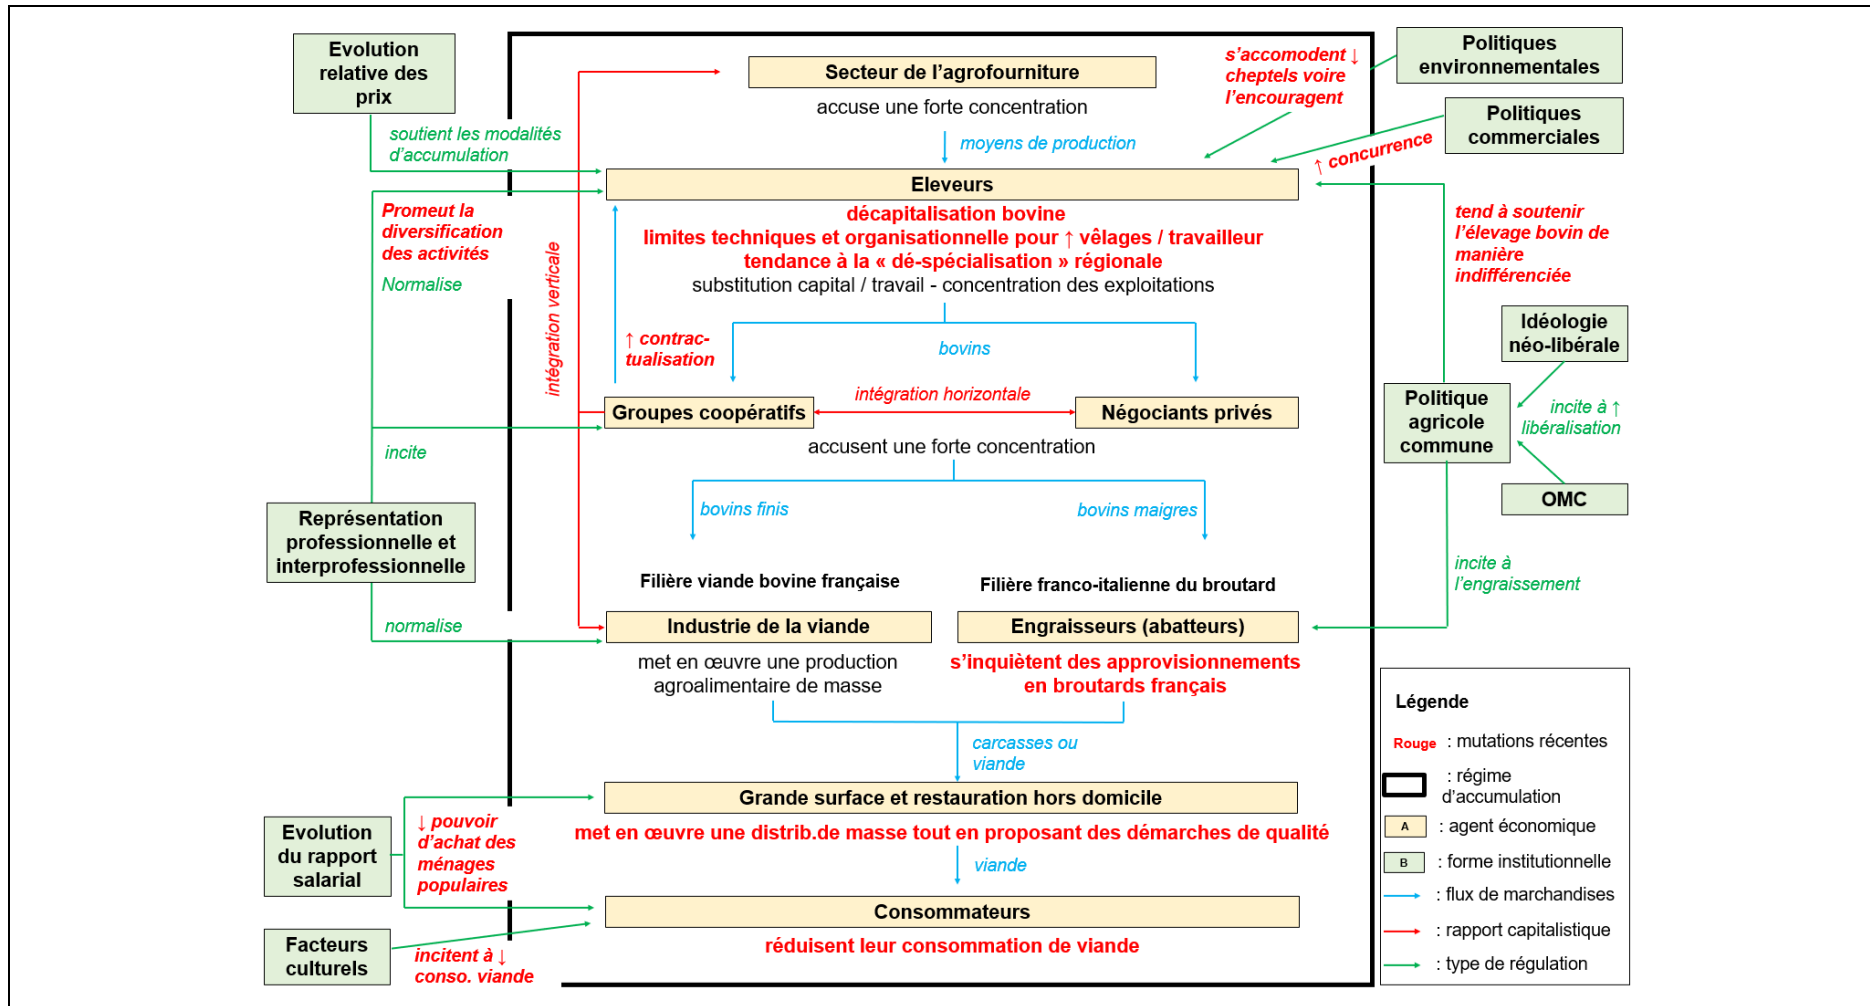 Evolution
relative des
prix
Secteur de l'agrofourniture
accuse une forte concentration
s'accomodent ↓
cheptels voire
l'encouragent
Politiques
environnementales
Politiques
commerciales
↑ concurrence
soutient les modalités
d'accumulation
moyens de production
Eleveurs
décapitalisation bovine
limites techniques et organisationnelle pour ↑ vêlages / travailleur
tendance à la « dé-spécialisation » régionale
substitution capital / travail - concentration des exploitations
Promeut la
diversification
des activités
Normalise
intégration verticale
tend à soutenir
l'élevage bovin de
manière
indifférenciée
↑ contrac-
tualisation
bovins
Idéologie
néo-libérale
Groupes coopératifs
intégration horizontale
Négociants privés
accusent une forte concentration
Politique
agricole
commune
incite à ↑
libéralisation
OMC
incite
bovins finis
bovins maigres
Représentation
professionnelle et
interprofessionnelle
incite à
l'engraissement
Filière viande bovine française
Filière franco-italienne du broutard
normalise
Industrie de la viande
Engraisseurs (abatteurs)
met en œuvre une production
agroalimentaire de masse
s'inquiètent des approvisionnements
en broutards français
carcasses ou
viande
Grande surface et restauration hors domicile
met en œuvre une distrib.de masse tout en proposant des démarches de qualité
Evolution
du rapport
salarial
↓ pouvoir
d'achat des
ménages
populaires
viande
Consommateurs
réduisent leur consommation de viande
Facteurs
culturels
incitent à ↓
conso. viande
Légende
Rouge : mutations récentes
: régime
d'accumulation
A : agent économique
B : forme institutionnelle
: flux de marchandises
: rapport capitalistique
: type de régulation